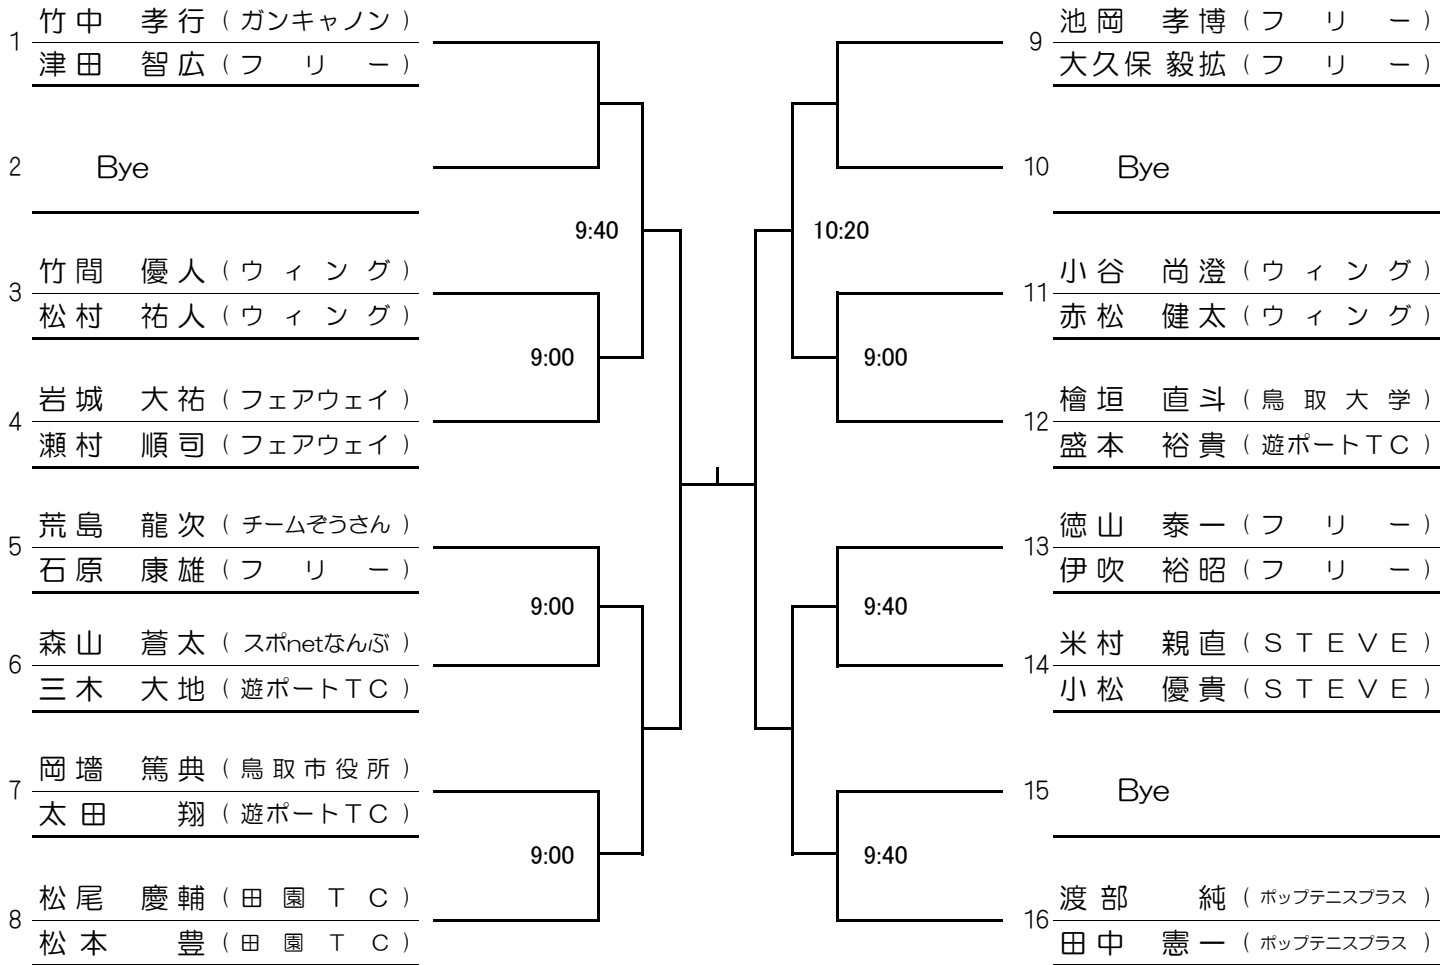 1
竹中 孝行 ( ガンキャノン )
津田 智広 ( フリー )
2
Bye
9:40
3
竹間 優人 ( ウィング )
松村 祐人 ( ウィング )
9:00
4
岩城 大祐 ( フェアウェイ )
瀬村 順司 ( フェアウェイ )
5
荒島 龍次 ( チームぞうさん )
石原 康雄 ( フリー )
9:00
6
森山 蒼太 ( スポnetなんぶ )
三木 大地 ( 遊ポートTC )
7
岡墻 篤典 ( 鳥取市役所 )
太田 翔 ( 遊ポートTC )
9:00
8
松尾 慶輔 ( 田園TC )
松本 豊 ( 田園TC )
9
池岡 孝博 ( フリー )
大久保 毅拡 ( フリー )
10
Bye
10:20
11
小谷 尚澄 ( ウィング )
赤松 健太 ( ウィング )
9:00
12
檜垣 直斗 ( 鳥取大学 )
盛本 裕貴 ( 遊ポートTC )
13
徳山 泰一 ( フリー )
伊吹 裕昭 ( フリー )
9:40
14
米村 親直 ( STEVE )
小松 優貴 ( STEVE )
15
Bye
9:40
16
渡部 純 ( ポップテニスプラス )
田中 憲一 ( ポップテニスプラス )